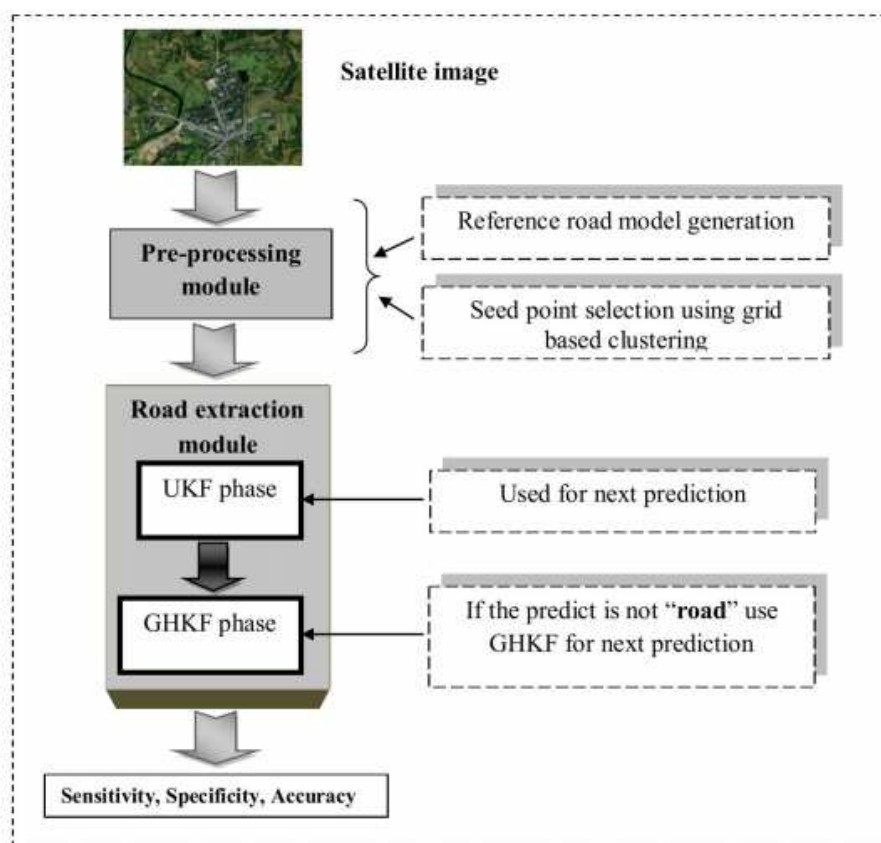 Satellite image
Pre-processing
module
Reference road model generation
Seed point selection using grid
based clustering
Road extraction
module
UKF phase
Used for next prediction
GHKF phase
If the predict is not “road” use
GHKF for next prediction
Sensitivity, Specificity, Accuracy